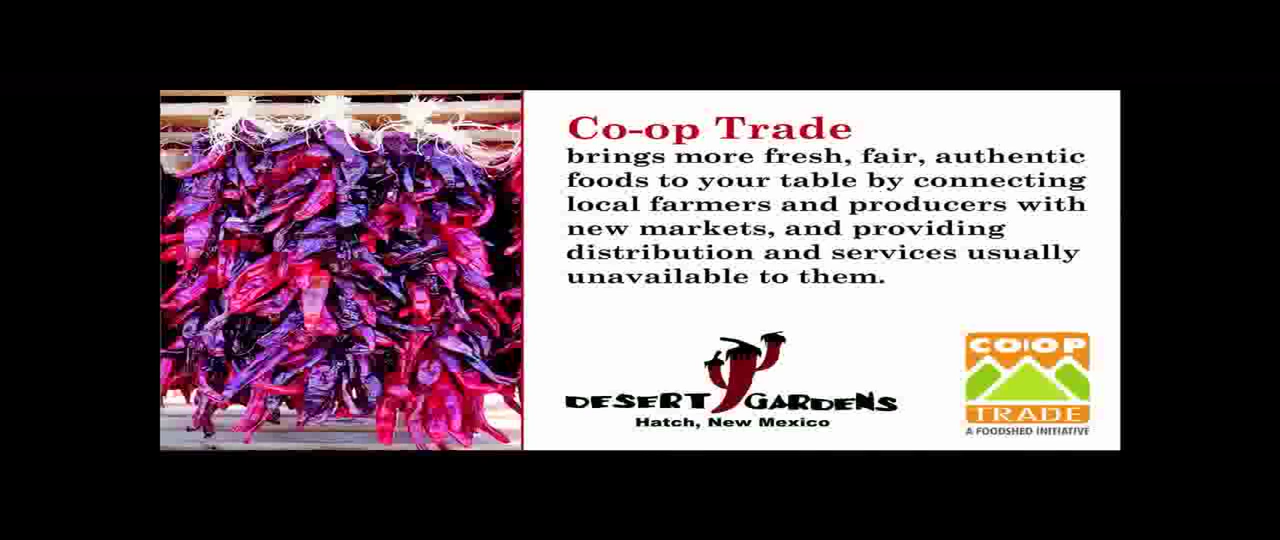 Co-op Trade
brings more fresh, fair, authentic
foods to your table by connecting
local farmers and producers with
new markets, and providing
distribution and services usually
unavailable to them.
DESERT GARDENS
Hatch, New Mexico
CO-OP
TRADE
A FOODSHED INITIATIVE